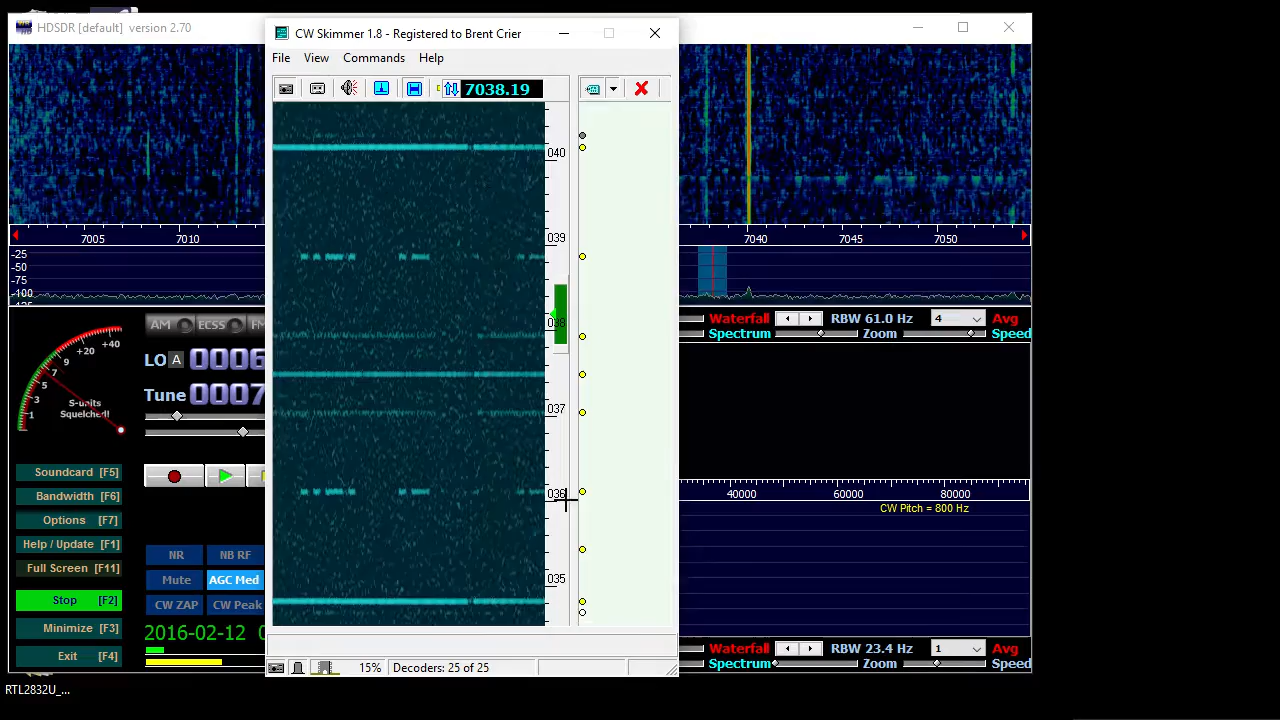 HDSDR [default] version 2.70
CW Skimmer 1.8 - Registered to Brent Crier
File View Commands Help
7038.19
040
039
038
037
036
035
7005 7010
7040 7045 7050
-25
-50
-75
-100
Waterfall RBW 61.0 Hz 4 Avg
Spectrum Zoom Speed
+40
+20
9
7
5
3
1
S-units
Squelched!
AM ECSS FM
LO A 0006
Tune 0007
Soundcard [F5]
Bandwidth [F6]
Options [F7]
Help / Update [F1]
Full Screen [F11]
Stop [F2]
Minimize [F3]
Exit [F4]
NR NB RF
Mute AGC Med
CW ZAP CW Peak
2016-02-12
40000 60000 80000
CW Pitch = 800 Hz
Waterfall RBW 23.4 Hz 1 Avg
Spectrum Zoom Speed
15% Decoders: 25 of 25
RTL2832U_...